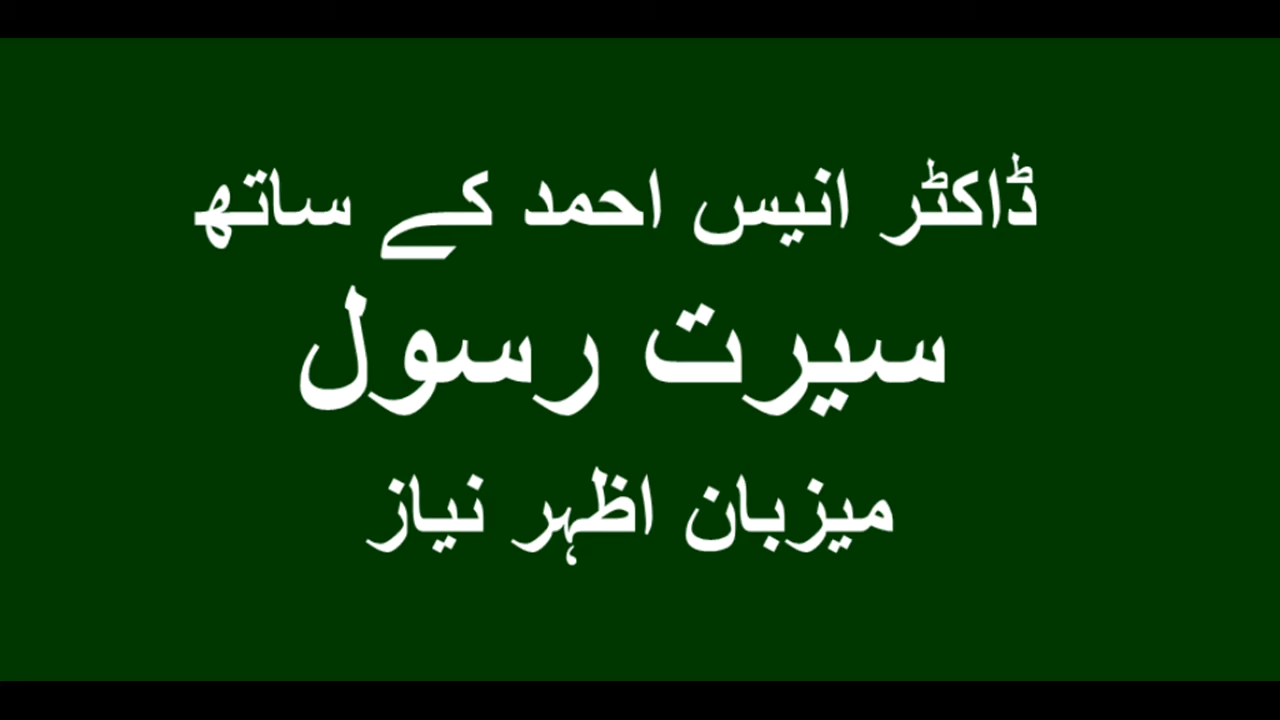 ڈاکٹر انیس احمد کے ساتھ
سیرت رسول
میزبان اظہر نیاز